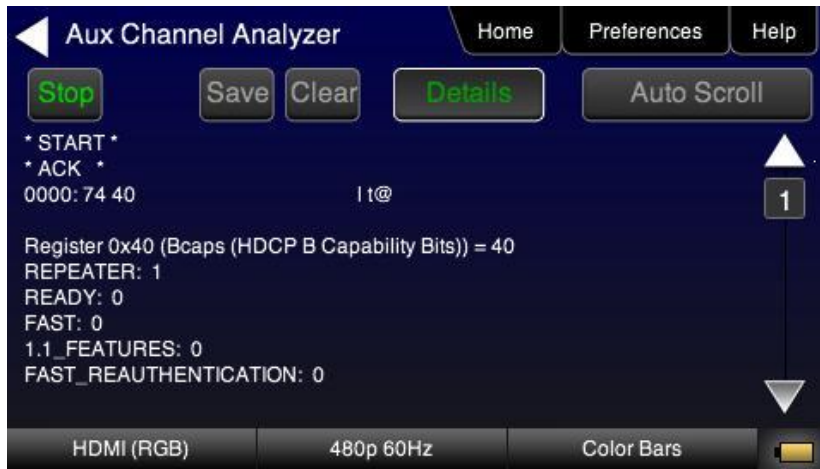 Aux Channel Analyzer Home Preferences Help
Stop Save Clear Details Auto Scroll
* START *
* ACK *
0000: 74 40 | t@
1
Register 0x40 (Bcaps (HDCP B Capability Bits)) = 40
REPEATER: 1
READY: 0
FAST: 0
1.1_FEATURES: 0
FAST_REAUTHENTICATION: 0
HDMI (RGB) 480p 60Hz Color Bars